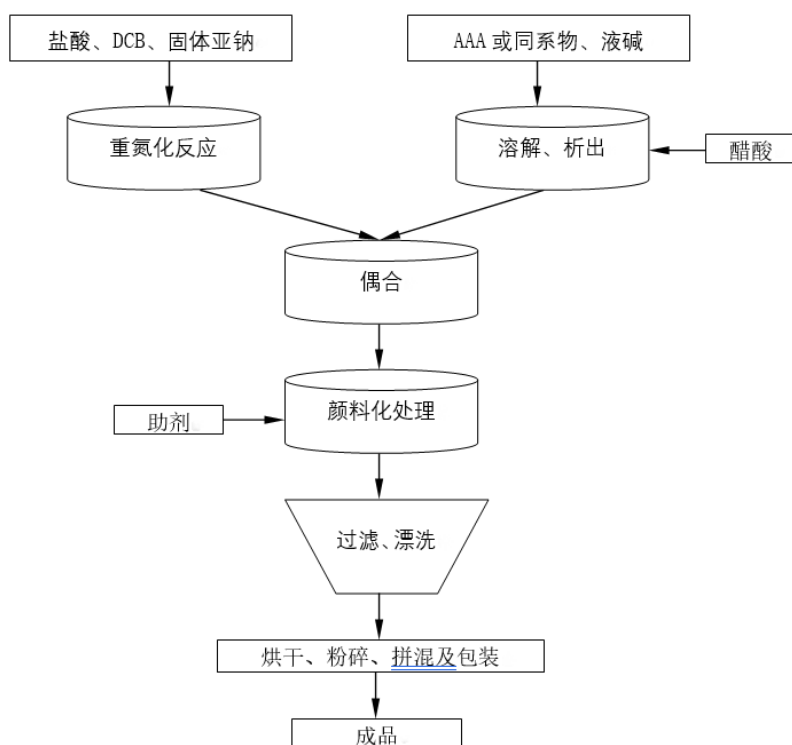 盐酸、DCB、固体亚钠
AAA 或同系物、液碱
重氮化反应
溶解、析出
醋酸
偶合
颜料化处理
助剂
过滤、漂洗
烘干、粉碎、拼混及包装
成品